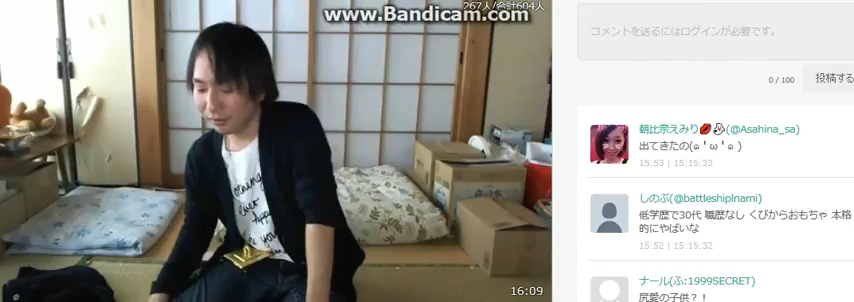 267人/合計604人
www.Bandicam.com
16:09
コメントを送るにはログインが必要です。
0 / 100
投稿する
朝比奈えみり💋(@Asahina_sa)
出てきたの(๑❛ω❛๑)
15:53 | 15:15:33
しのぶ(@battleshipInami)
低学歴で30代 職歴なし くびからおもちゃ 本格
的にやばいな
15:52 | 15:15:32
ナール(ふ:1999SECRET)
尻愛の子供?!